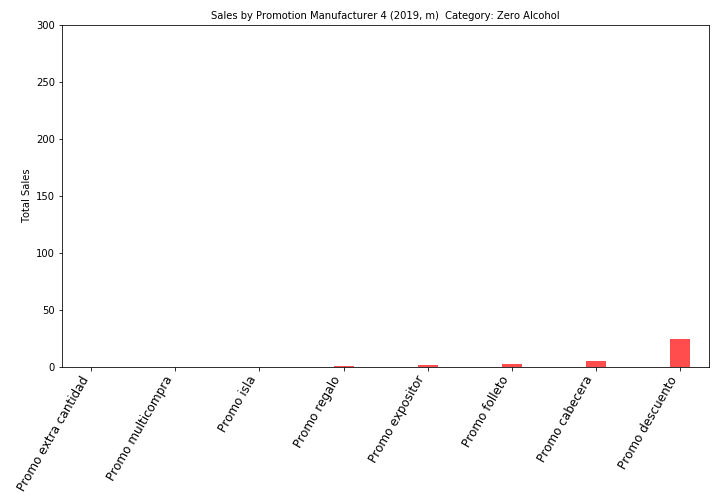 Sales by Promotion Manufacturer 4 (2019, m)  Category: Zero Alcohol
300
250
200
150
100
50
0
Total Sales
Promo extra cantidad
Promo multicompra
Promo isla
Promo regalo
Promo expositor
Promo folleto
Promo cabecera
Promo descuento